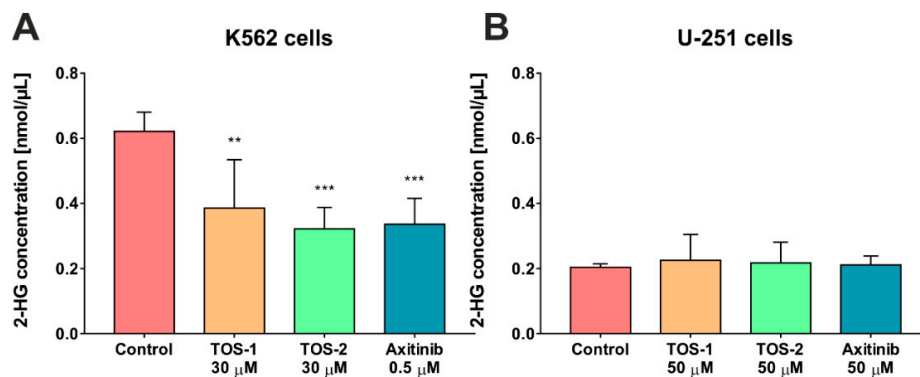 A
K562 cells
2-HG concentration [nmol/µL]
0.8
0.6
0.4
0.2
0.0
**
***
***
Control
TOS-1
30 µM
TOS-2
30 µM
Axitinib
0.5 µM
B
U-251 cells
2-HG concentration [nmol/µL]
0.8
0.6
0.4
0.2
0.0
Control
TOS-1
50 µM
TOS-2
50 µM
Axitinib
50 µM